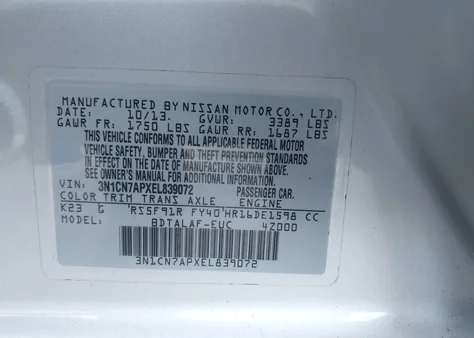 MANUFACTURED BY NISSAN MOTOR CO., LTD.
DATE: 10/13. GVWR: 3389 LBS
GAWR FR: 1750 LBS GAWR RR: 1687 LBS
THIS VEHICLE CONFORMS TO ALL APPLICABLE FEDERAL MOTOR
VEHICLE SAFETY, BUMPER AND THEFT PREVENTION STANDARDS
IN EFFECT ON THE DATE OF MANUFACTURE SHOWN ABOVE.
SEE OWNER'S MANUAL FOR ADDITIONAL INFORMATION.
VIN: 3N1CN7APXEL839072 PASSENGER CAR.
COLOR TRIM TRANS AXLE ENGINE
K23 G RS5F91R FY40 HR16DE1598 CC
MODEL: BDTALAF-EUC 4Z000
3N1CN7APXEL839072